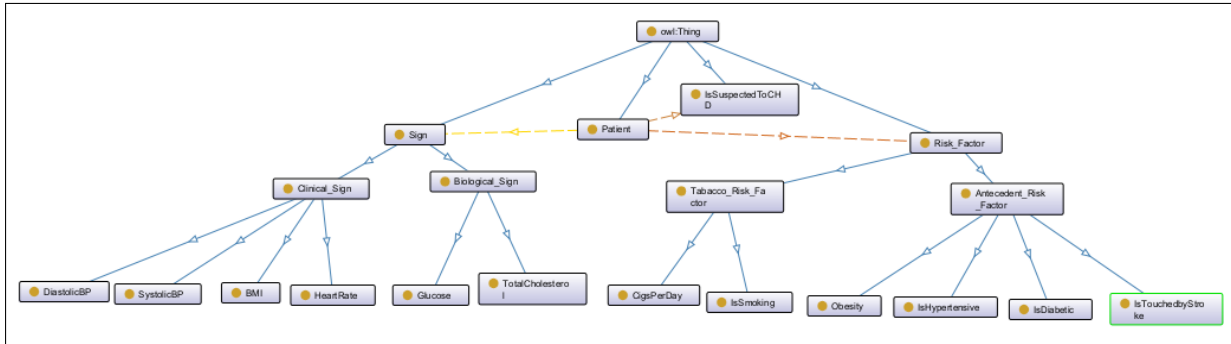 owl:Thing
IsSuspectedToCH
D
Sign
Patient
Risk_Factor
Clinical_Sign
Biological_Sign
Tabacco_Risk_Fa
ctor
Antecedent_Risk
_Factor
DiastolicBP
SystolicBP
BMI
HeartRate
Glucose
TotalCholestero
l
CigsPerDay
IsSmoking
Obesity
IsHypertensive
IsDiabetic
IsTouchedbyStro
ke